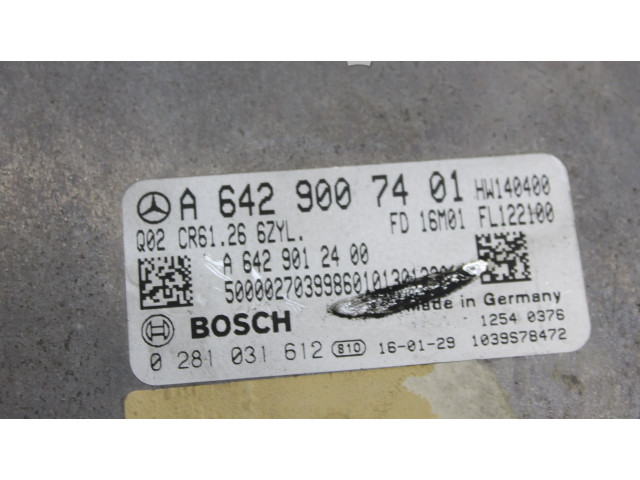 A 642 900 74 01 HW140400
Q02 CR61.26 6ZYL. FD 16M01 FL122100
A 642 901 24 00
Made in Germany
BOSCH 1254 0376
0 281 031 612 B10 16-01-29 1039S78472